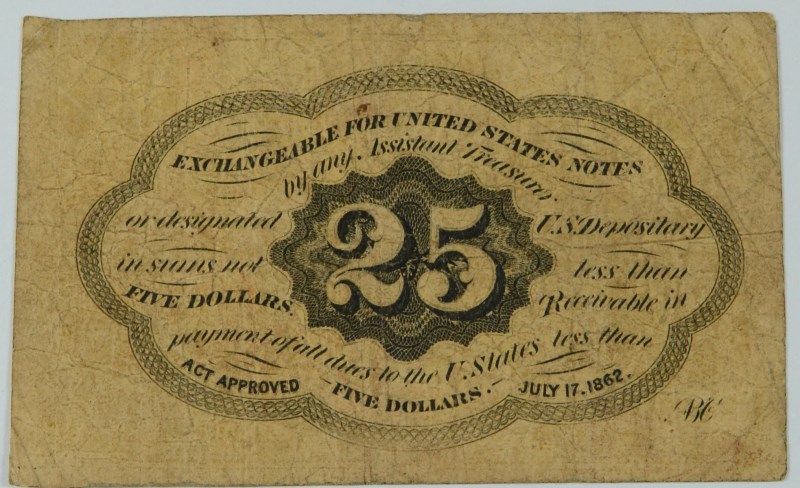 EXCHANGEABLE FOR UNITED STATES NOTES
by any Assistant Treasurer.
or designated U.S. Depositary
in sums not less than
FIVE DOLLARS. Receivable in
payment of all dues to the U. States less than
FIVE DOLLARS.
25
ACT APPROVED JULY 17. 1862.